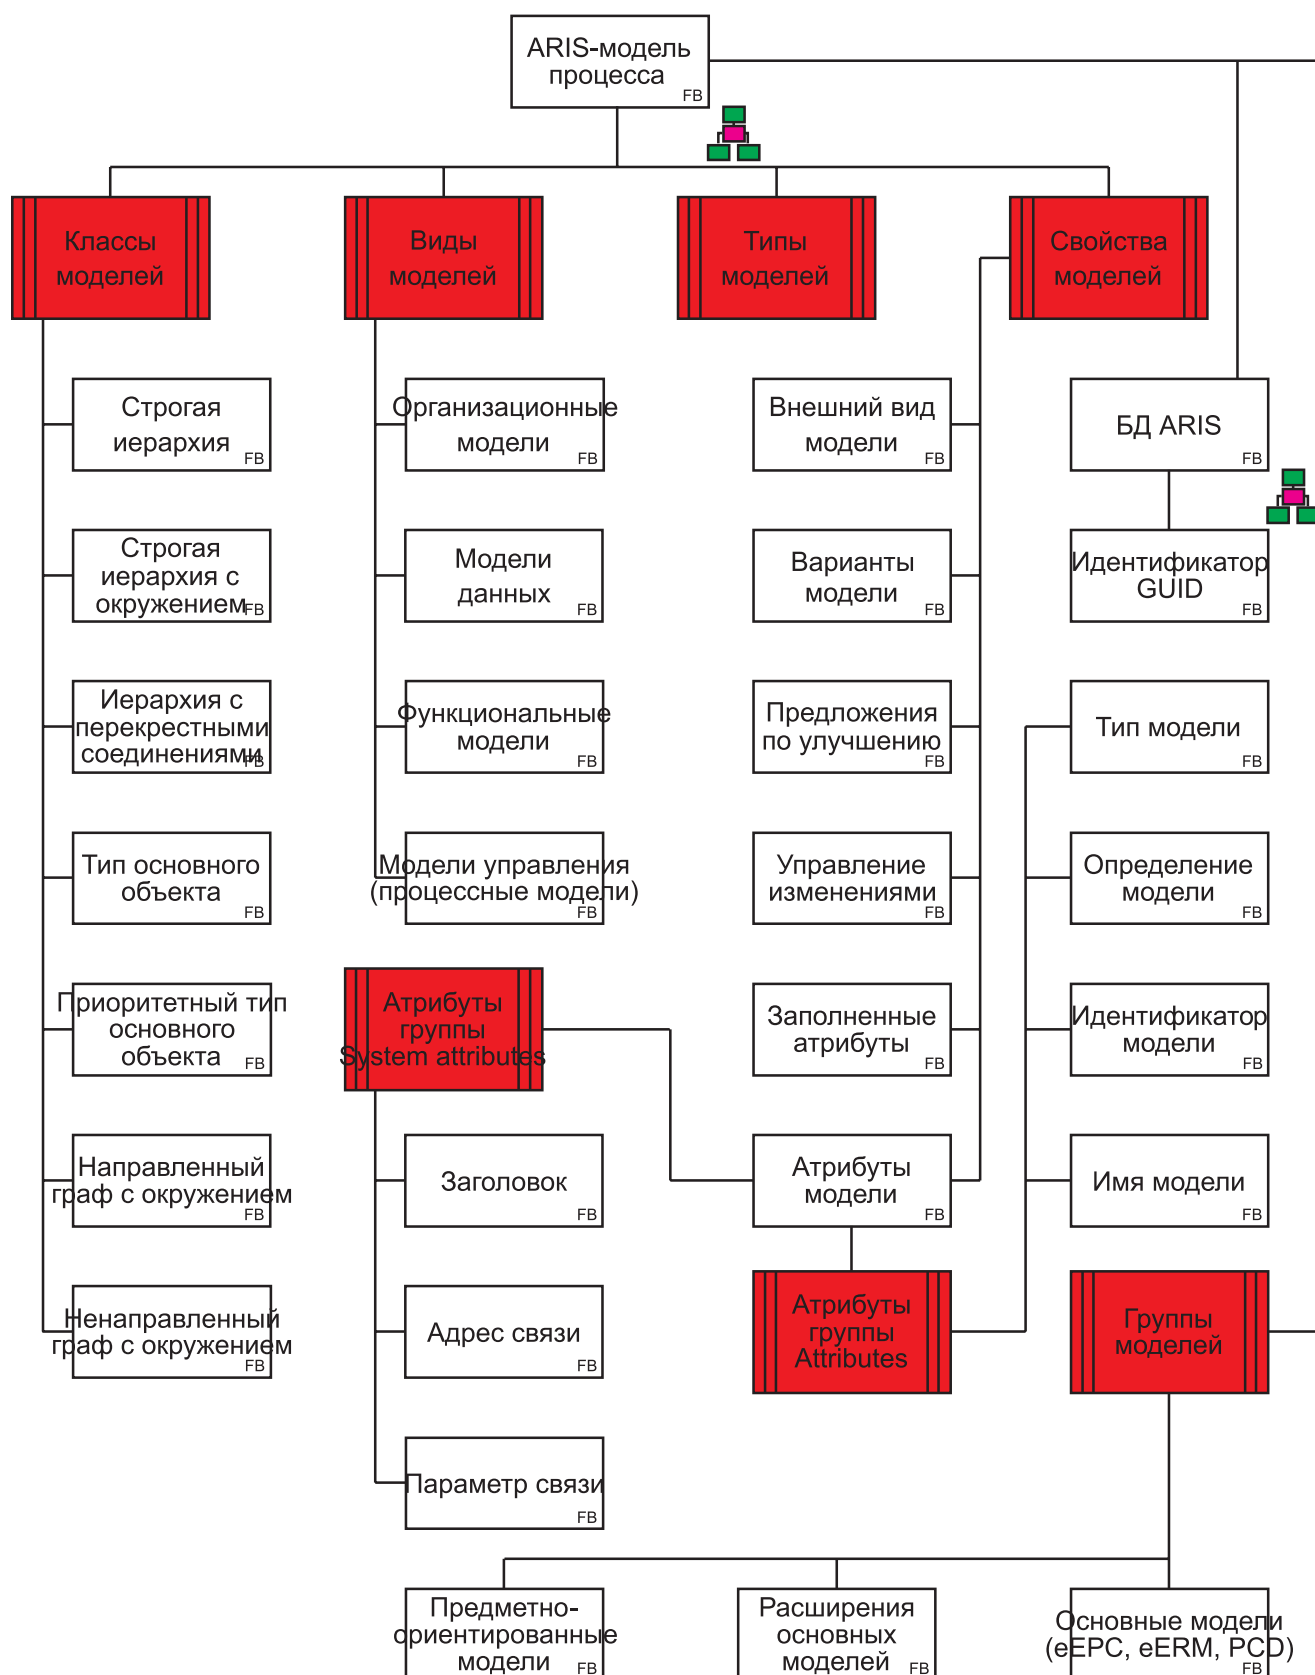 ARIS-модель
процесса
FB
Классы
моделей
Виды
моделей
Типы
моделей
Свойства
моделей
Строгая
иерархия
FB
Организационные
модели
FB
Внешний вид
модели
FB
БД ARIS
FB
Строгая
иерархия с
окружением
FB
Модели
данных
FB
Варианты
модели
FB
Идентификатор
GUID
FB
Иерархия с
перекрестными
соединениями
FB
Функциональные
модели
FB
Предложения
по улучшению
FB
Тип модели
FB
Тип основного
объекта
FB
Модели управления
(процессные модели)
FB
Управление
изменениями
FB
Определение
модели
FB
Приоритетный тип
основного
объекта
FB
Атрибуты
группы
System attributes
Заполненные
атрибуты
FB
Идентификатор
модели
FB
Направленный
граф с окружением
FB
Заголовок
FB
Атрибуты
модели
FB
Имя модели
FB
Ненаправленный
граф с окружением
FB
Адрес связи
FB
Атрибуты
группы
Attributes
Группы
моделей
Параметр связи
FB
Предметно-
ориентированные
модели
FB
Расширения
основных
моделей
FB
Основные модели
(eEPC, eERM, PCD)
FB